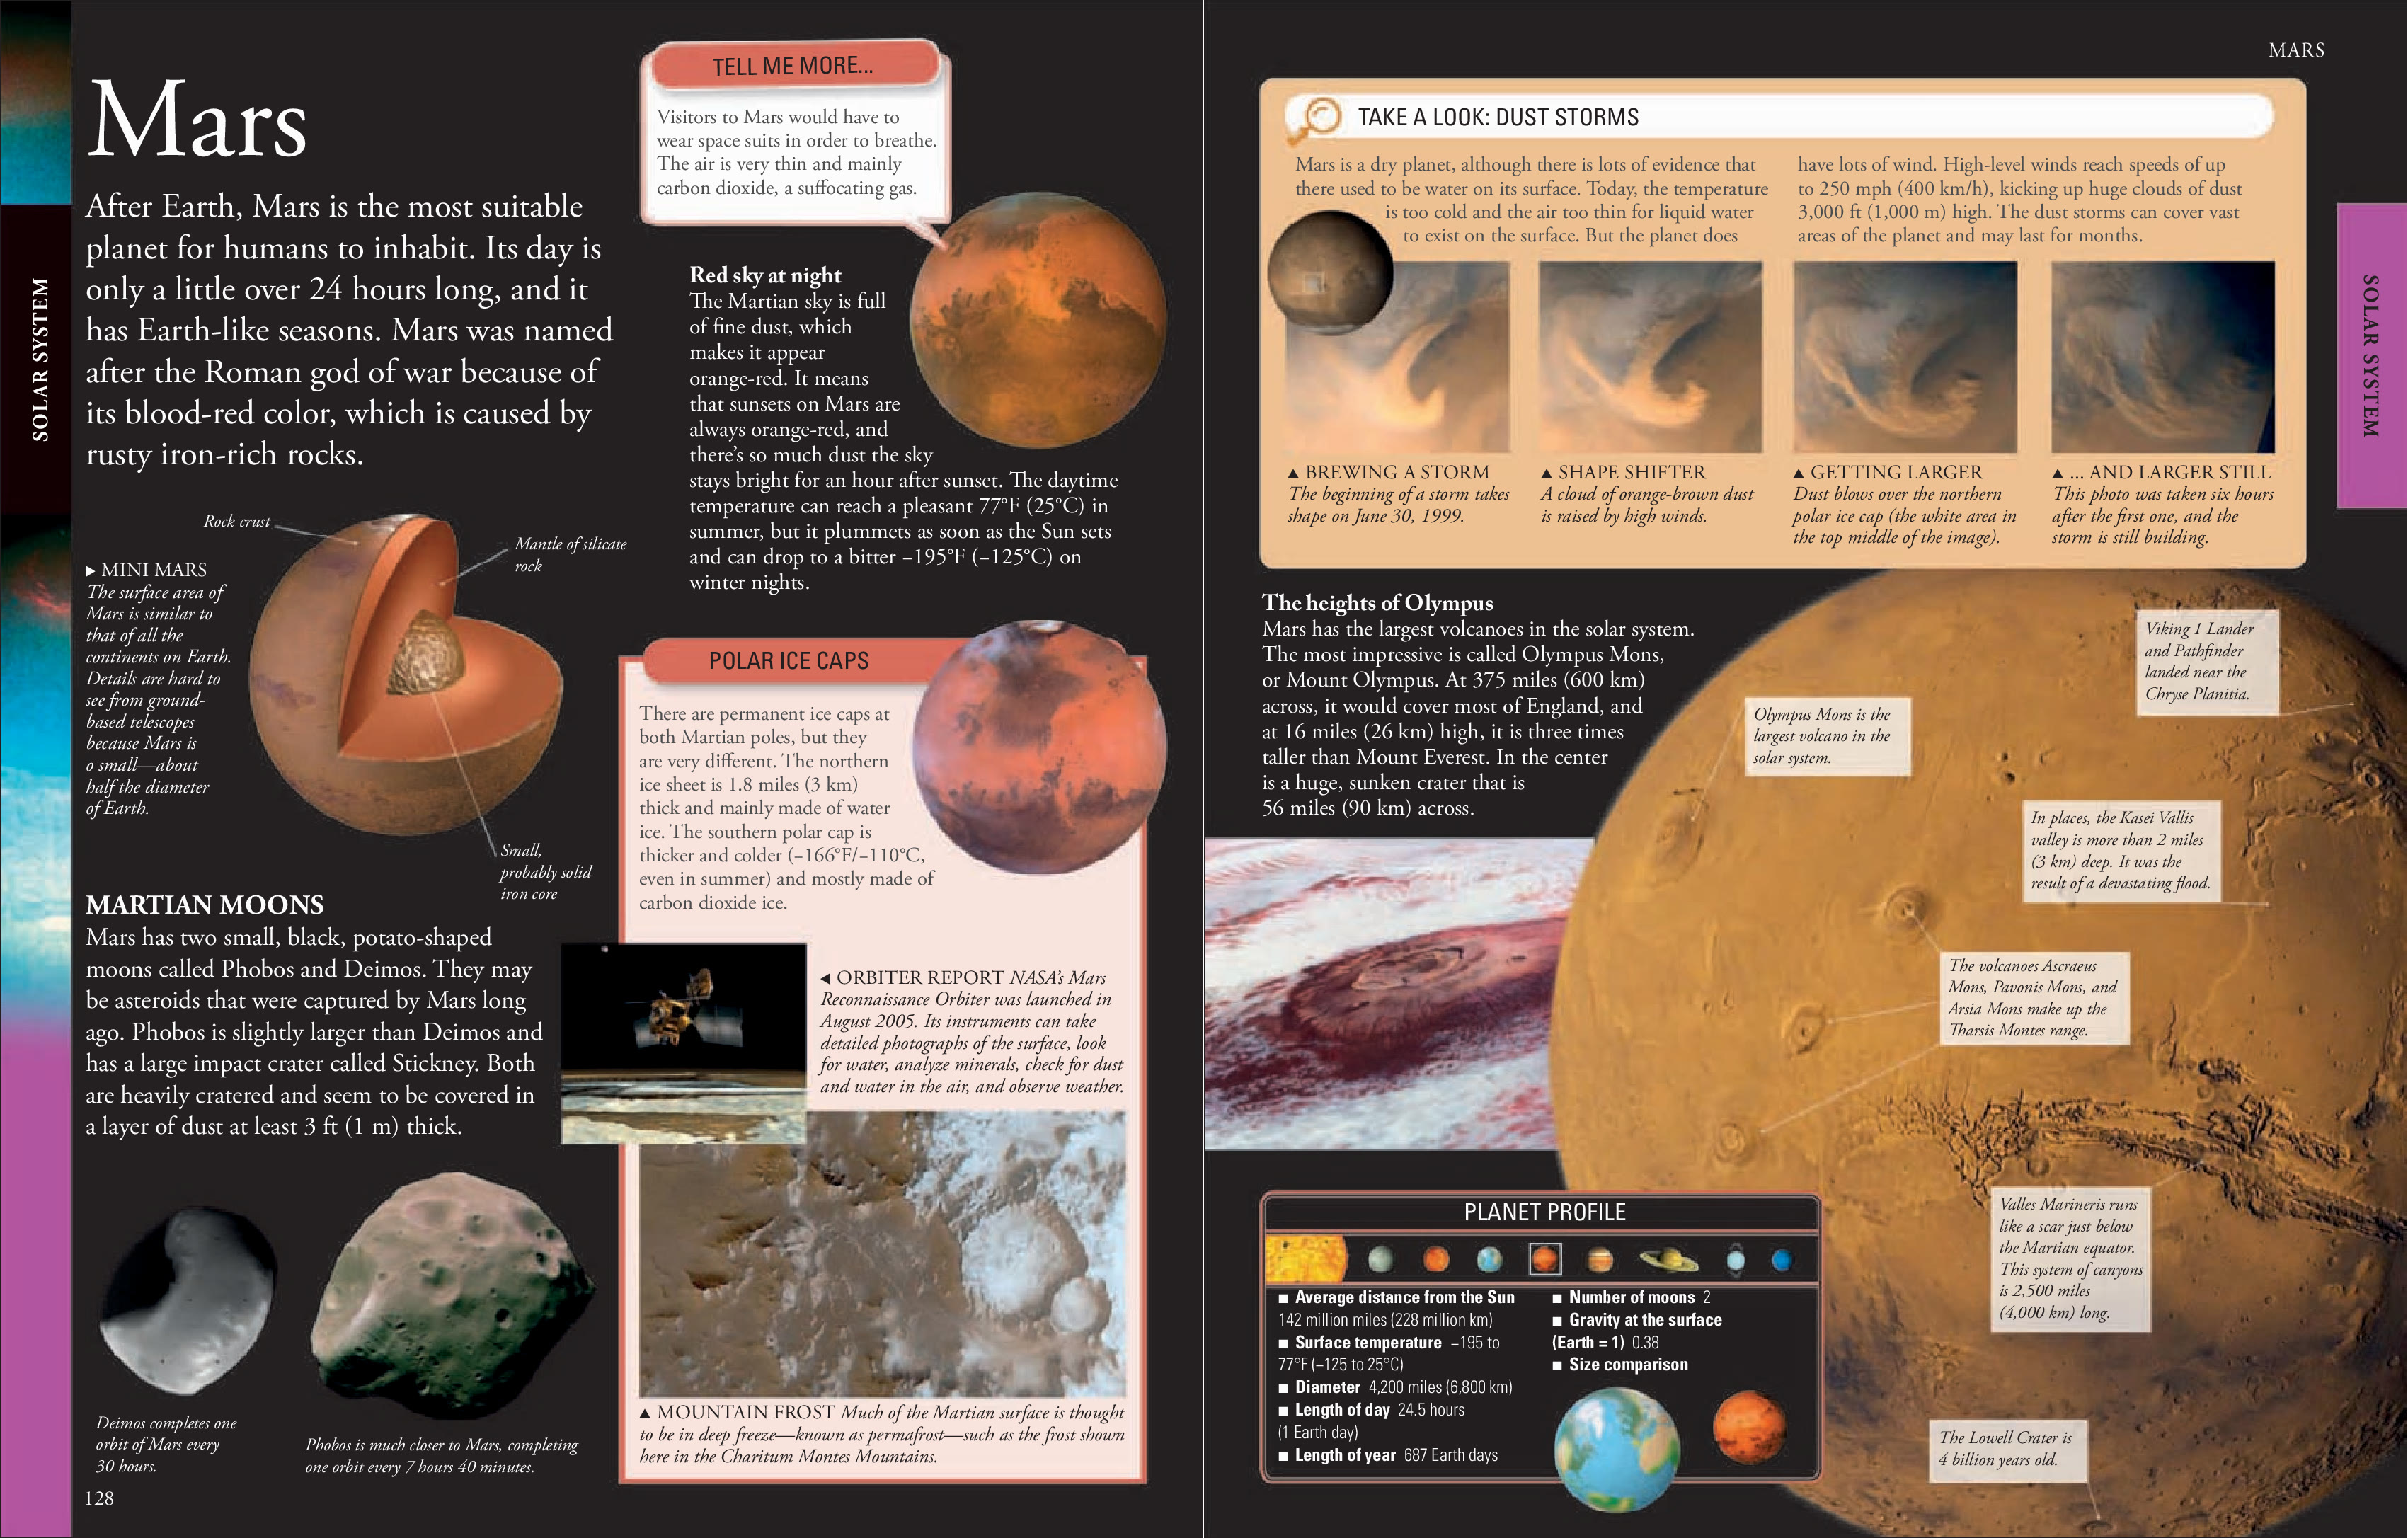 SOLAR SYSTEM
Mars
After Earth, Mars is the most suitable
planet for humans to inhabit. Its day is
only a little over 24 hours long, and it
has Earth-like seasons. Mars was named
after the Roman god of war because of
its blood-red color, which is caused by
rusty iron-rich rocks.
Rock crust
Mantle of silicate
rock
▶ MINI MARS
The surface area of
Mars is similar to
that of all the
continents on Earth.
Details are hard to
see from ground-
based telescopes
because Mars is
o small—about
half the diameter
of Earth.
Small,
probably solid
iron core
MARTIAN MOONS
Mars has two small, black, potato-shaped
moons called Phobos and Deimos. They may
be asteroids that were captured by Mars long
ago. Phobos is slightly larger than Deimos and
has a large impact crater called Stickney. Both
are heavily cratered and seem to be covered in
a layer of dust at least 3 ft (1 m) thick.
Deimos completes one
orbit of Mars every
30 hours.
Phobos is much closer to Mars, completing
one orbit every 7 hours 40 minutes.
128
TELL ME MORE...
Visitors to Mars would have to
wear space suits in order to breathe.
The air is very thin and mainly
carbon dioxide, a suffocating gas.
Red sky at night
The Martian sky is full
of fine dust, which
makes it appear
orange-red. It means
that sunsets on Mars are
always orange-red, and
there's so much dust the sky
stays bright for an hour after sunset. The daytime
temperature can reach a pleasant 77°F (25°C) in
summer, but it plummets as soon as the Sun sets
and can drop to a bitter –195°F (–125°C) on
winter nights.
POLAR ICE CAPS
There are permanent ice caps at
both Martian poles, but they
are very different. The northern
ice sheet is 1.8 miles (3 km)
thick and mainly made of water
ice. The southern polar cap is
thicker and colder (–166°F/–110°C,
even in summer) and mostly made of
carbon dioxide ice.
◀ ORBITER REPORT NASA's Mars
Reconnaissance Orbiter was launched in
August 2005. Its instruments can take
detailed photographs of the surface, look
for water, analyze minerals, check for dust
and water in the air, and observe weather.
▲ MOUNTAIN FROST Much of the Martian surface is thought
to be in deep freeze—known as permafrost—such as the frost shown
here in the Charitum Montes Mountains.
MARS
SOLAR SYSTEM
TAKE A LOOK: DUST STORMS
Mars is a dry planet, although there is lots of evidence that
there used to be water on its surface. Today, the temperature
is too cold and the air too thin for liquid water
to exist on the surface. But the planet does
have lots of wind. High-level winds reach speeds of up
to 250 mph (400 km/h), kicking up huge clouds of dust
3,000 ft (1,000 m) high. The dust storms can cover vast
areas of the planet and may last for months.
▲ BREWING A STORM
The beginning of a storm takes
shape on June 30, 1999.
▲ SHAPE SHIFTER
A cloud of orange-brown dust
is raised by high winds.
▲ GETTING LARGER
Dust blows over the northern
polar ice cap (the white area in
the top middle of the image).
▲ ... AND LARGER STILL
This photo was taken six hours
after the first one, and the
storm is still building.
The heights of Olympus
Mars has the largest volcanoes in the solar system.
The most impressive is called Olympus Mons,
or Mount Olympus. At 375 miles (600 km)
across, it would cover most of England, and
at 16 miles (26 km) high, it is three times
taller than Mount Everest. In the center
is a huge, sunken crater that is
56 miles (90 km) across.
Viking 1 Lander
and Pathfinder
landed near the
Chryse Planitia.
Olympus Mons is the
largest volcano in the
solar system.
In places, the Kasei Vallis
valley is more than 2 miles
(3 km) deep. It was the
result of a devastating flood.
The volcanoes Ascraeus
Mons, Pavonis Mons, and
Arsia Mons make up the
Tharsis Montes range.
Valles Marineris runs
like a scar just below
the Martian equator.
This system of canyons
is 2,500 miles
(4,000 km) long.
The Lowell Crater is
4 billion years old.
PLANET PROFILE
■ Average distance from the Sun
142 million miles (228 million km)
■ Surface temperature –195 to
77°F (–125 to 25°C)
■ Diameter 4,200 miles (6,800 km)
■ Length of day 24.5 hours
(1 Earth day)
■ Length of year 687 Earth days
■ Number of moons 2
■ Gravity at the surface
(Earth = 1) 0.38
■ Size comparison